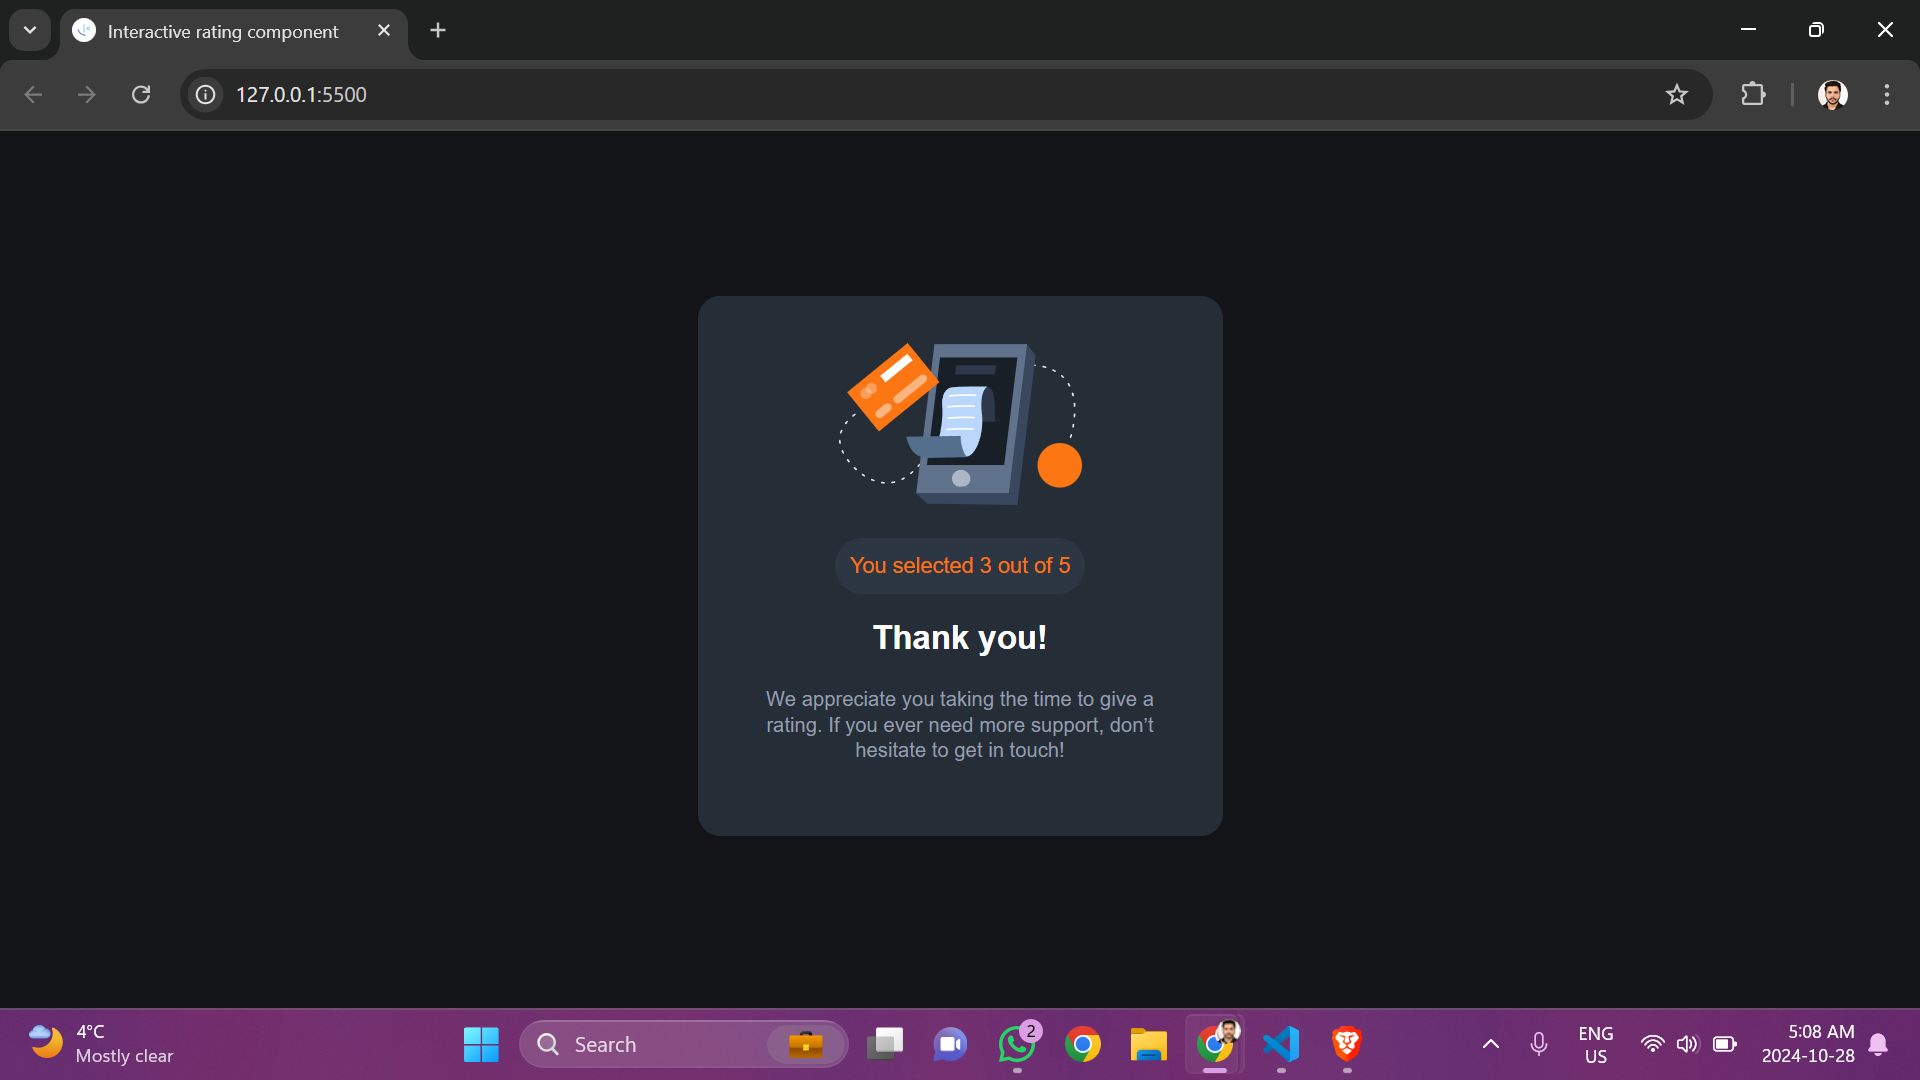 Interactive rating component
127.0.0.1:5500
You selected 3 out of 5
Thank you!
We appreciate you taking the time to give a
rating. If you ever need more support, don’t
hesitate to get in touch!
4°C
Mostly clear
Search
2
ENG
US
5:08 AM
2024-10-28